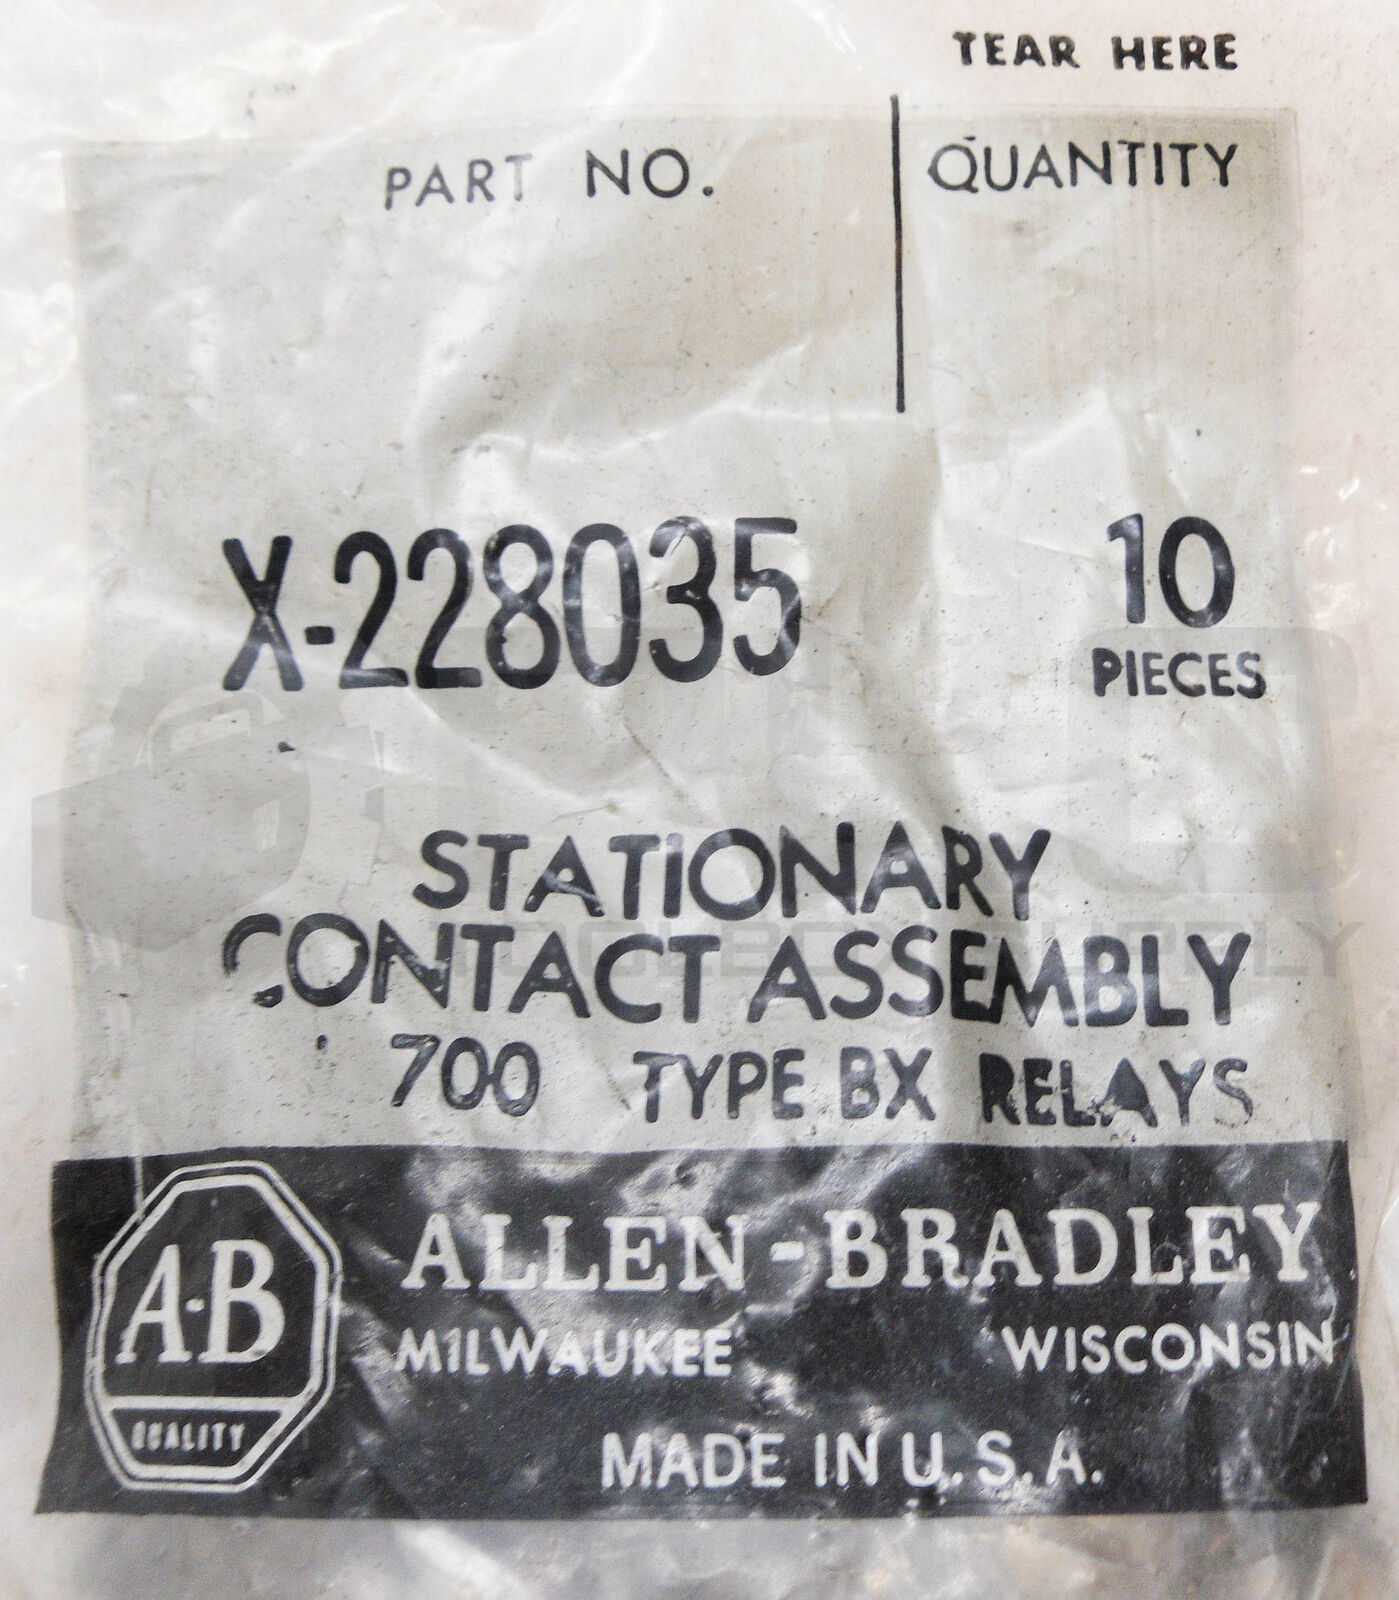 TEAR HERE
PART NO.
QUANTITY
X-228035
10
PIECES
STATIONARY
CONTACT ASSEMBLY
700 TYPE BX RELAYS
A-B
QUALITY
ALLEN-BRADLEY
MILWAUKEE WISCONSIN
MADE IN U.S.A.